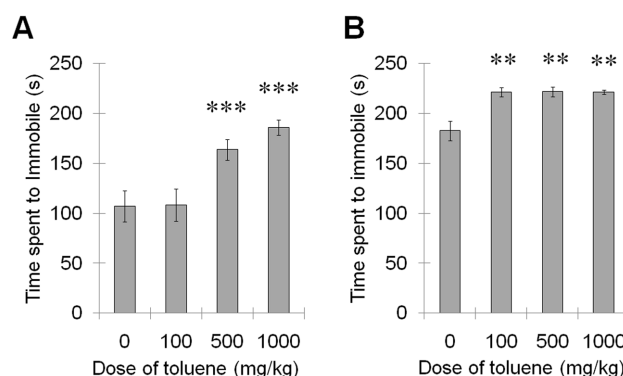 A
Time spent to Immobile (s)
250
200
150
100
50
0
***
***
0 100 500 1000
Dose of toluene (mg/kg)
B
Time spent to immobile (s)
250
200
150
100
50
0
** ** **
0 100 500 1000
Dose of toluene (mg/kg)